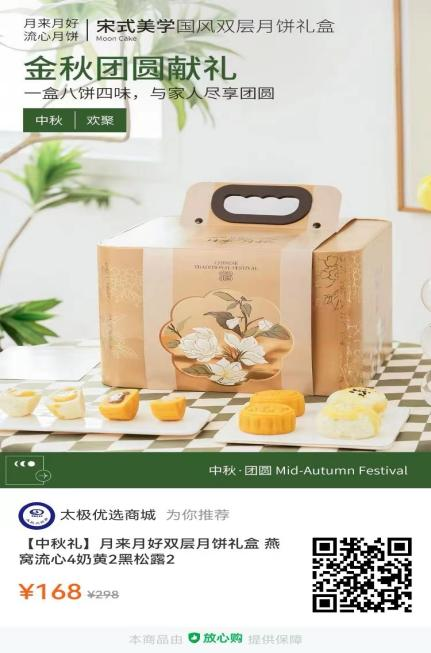 月来月好
流心月饼
宋式美学国风双层月饼礼盒
Moon Cake
金秋团圆献礼
一盒八饼四味，与家人尽享团圆
中秋 | 欢聚
CHINESE
TRADITIONAL FESTIVAL
中秋·团圆 Mid-Autumn Festival
太极优选商城 为你推荐
【中秋礼】月来月好双层月饼礼盒 燕
窝流心4奶黄2黑松露2
¥168 ¥298
本商品由 放心购 提供保障